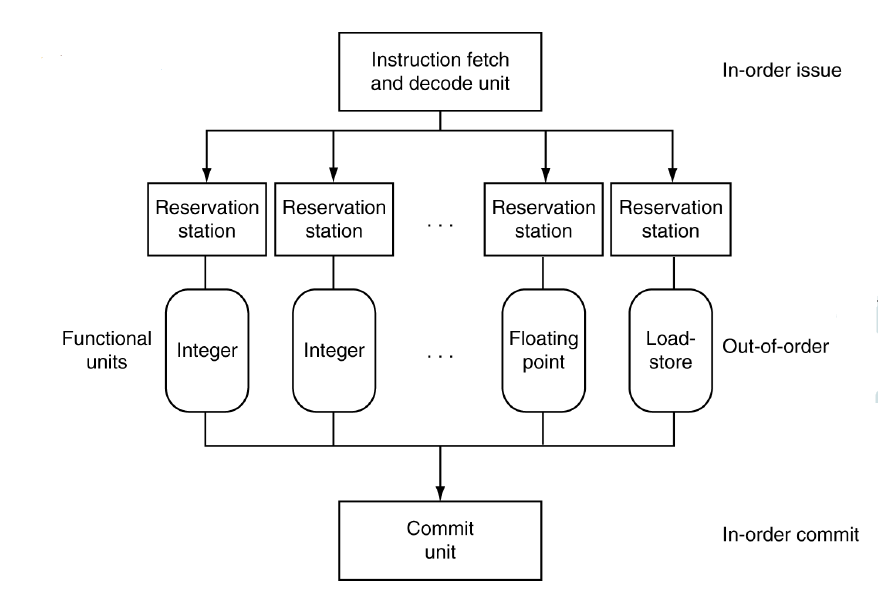 Instruction fetch
and decode unit
In-order issue
Reservation
station
Reservation
station
. . .
Reservation
station
Reservation
station
Functional
units
Integer
Integer
. . .
Floating
point
Load-
store
Out-of-order
Commit
unit
In-order commit